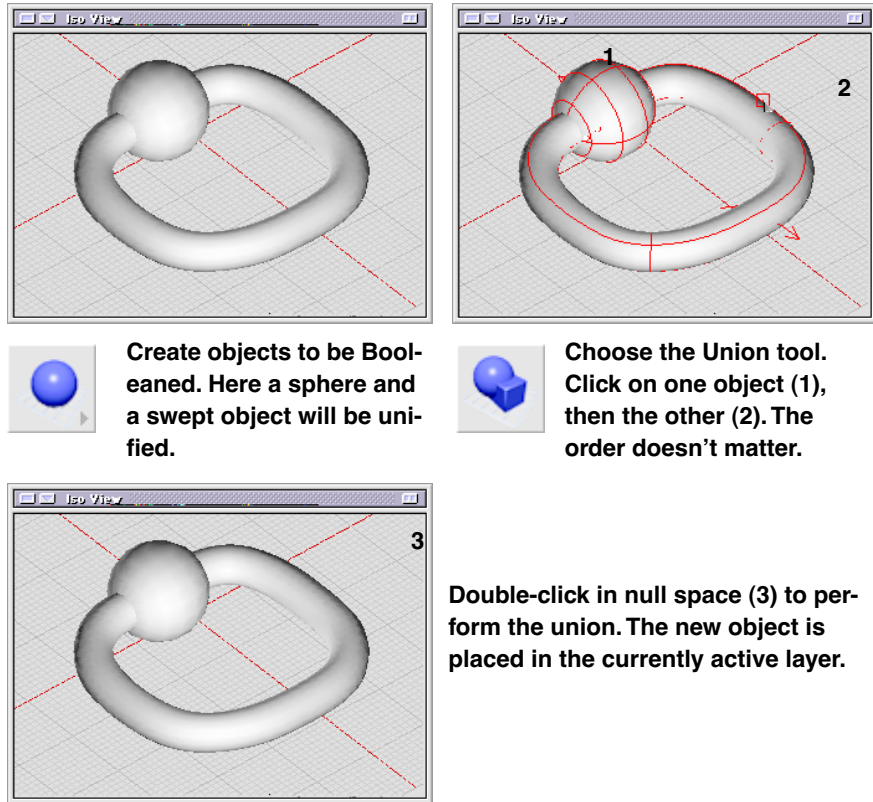 Iso View
Iso View
1
2
Create objects to be Bool-
eaned. Here a sphere and
a swept object will be uni-
fied.
Choose the Union tool.
Click on one object (1),
then the other (2). The
order doesn't matter.
Iso View
3
Double-click in null space (3) to per-
form the union. The new object is
placed in the currently active layer.